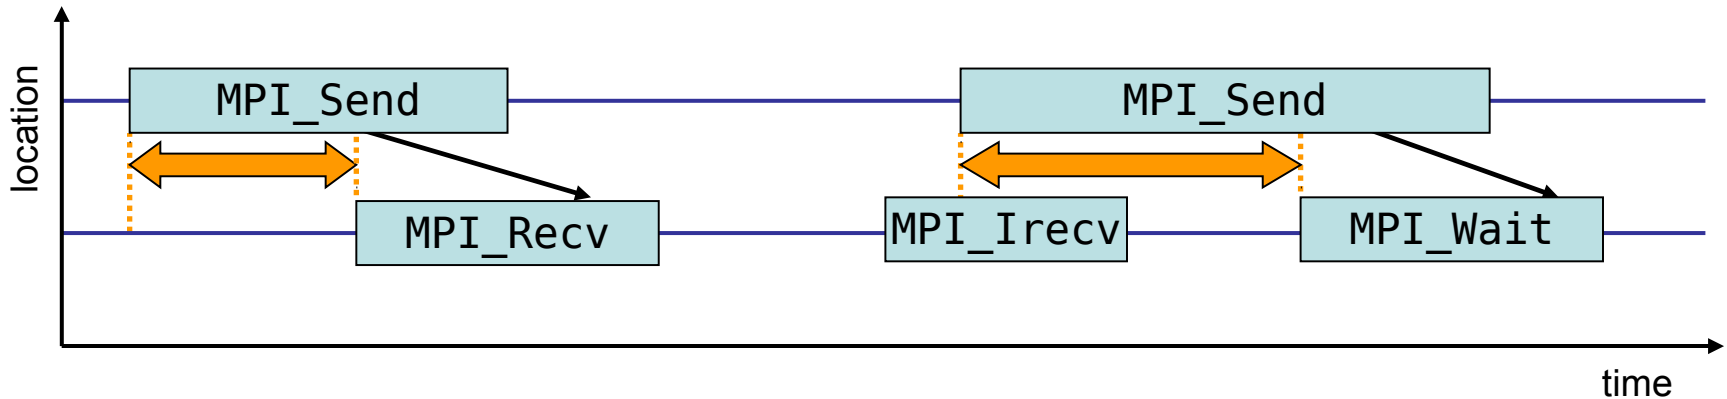 location
MPI_Send
MPI_Send
MPI_Recv
MPI_Irecv
MPI_Wait
time